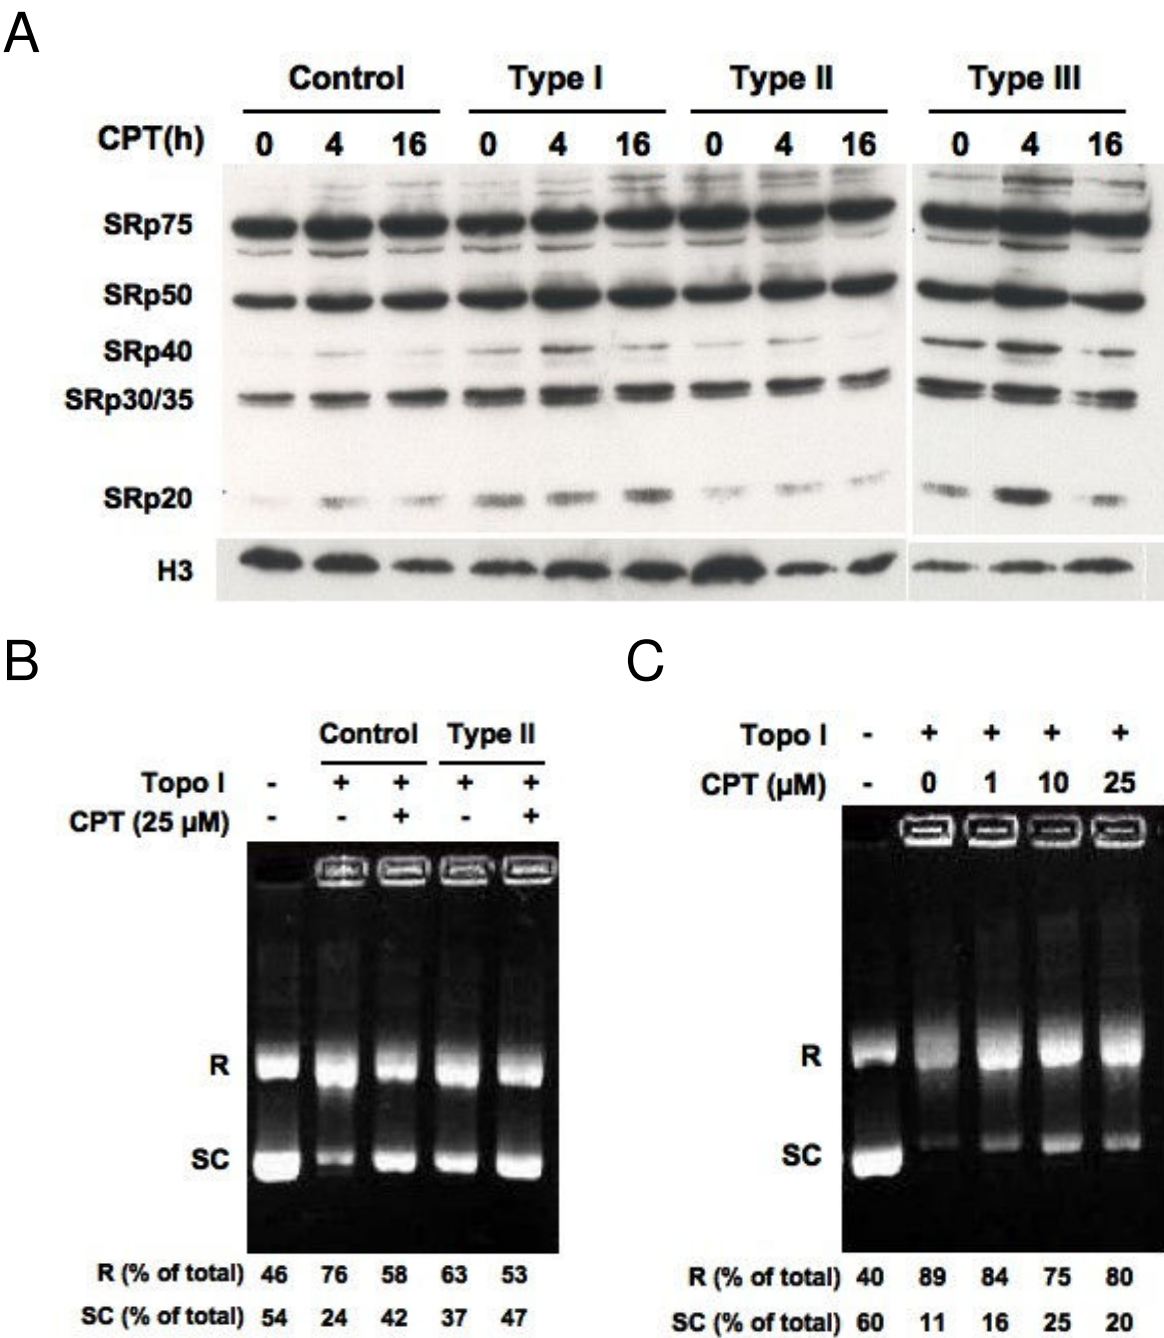 A
Control Type I Type II Type III
CPT(h) 0 4 16 0 4 16 0 4 16 0 4 16
SRp75
SRp50
SRp40
SRp30/35
SRp20
H3
B
Control Type II
Topo I - + + + +
CPT (25 µM) - - + - +
R
SC
R (% of total) 46 76 58 63 53
SC (% of total) 54 24 42 37 47
C
Topo I - + + + +
CPT (µM) - 0 1 10 25
R
SC
R (% of total) 40 89 84 75 80
SC (% of total) 60 11 16 25 20